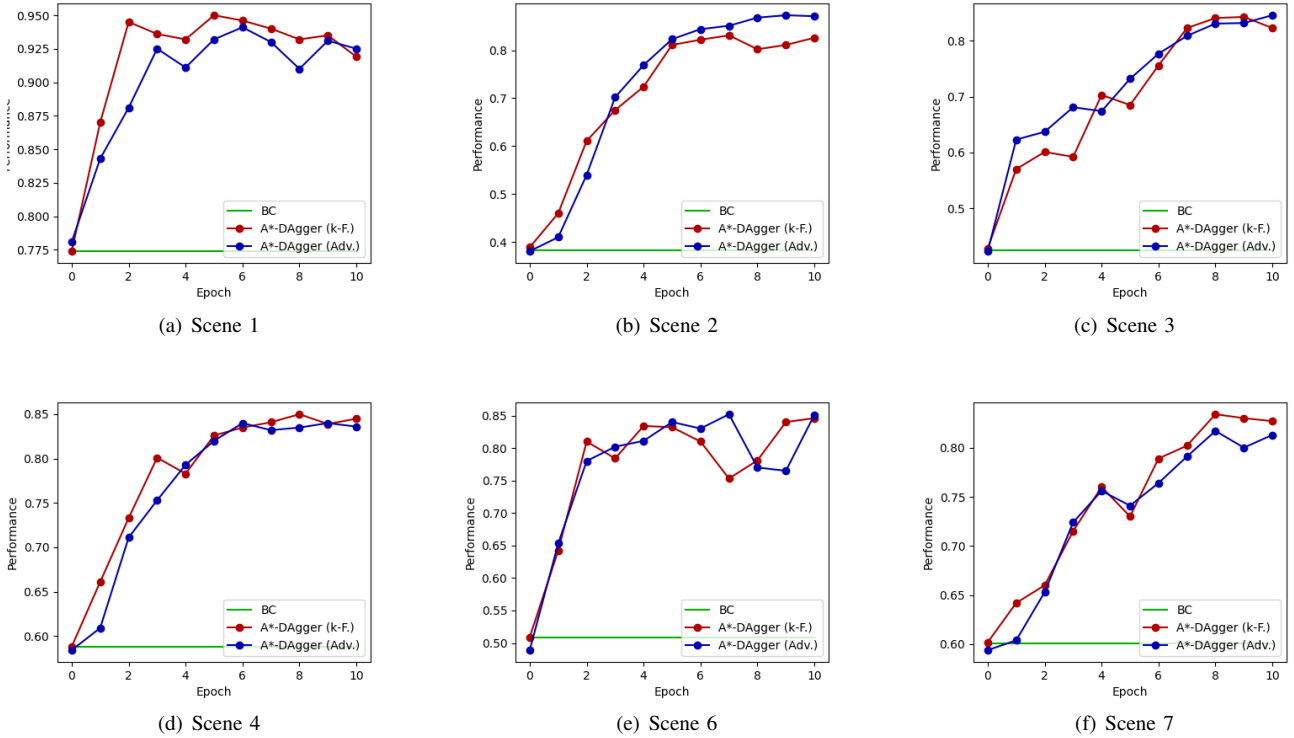 0.950
0.925
0.900
0.875
0.850
0.825
0.800
0.775
Performance
0 2 4 6 8 10
Epoch
BC
A*-DAgger (k-F.)
A*-DAgger (Adv.)
(a) Scene 1
0.8
0.7
0.6
0.5
0.4
Performance
0 2 4 6 8 10
Epoch
BC
A*-DAgger (k-F.)
A*-DAgger (Adv.)
(b) Scene 2
0.8
0.7
0.6
0.5
Performance
0 2 4 6 8 10
Epoch
BC
A*-DAgger (k-F.)
A*-DAgger (Adv.)
(c) Scene 3
0.85
0.80
0.75
0.70
0.65
0.60
Performance
0 2 4 6 8 10
Epoch
BC
A*-DAgger (k-F.)
A*-DAgger (Adv.)
(d) Scene 4
0.85
0.80
0.75
0.70
0.65
0.60
0.55
0.50
Performance
0 2 4 6 8 10
Epoch
BC
A*-DAgger (k-F.)
A*-DAgger (Adv.)
(e) Scene 6
0.80
0.75
0.70
0.65
0.60
Performance
0 2 4 6 8 10
Epoch
BC
A*-DAgger (k-F.)
A*-DAgger (Adv.)
(f) Scene 7